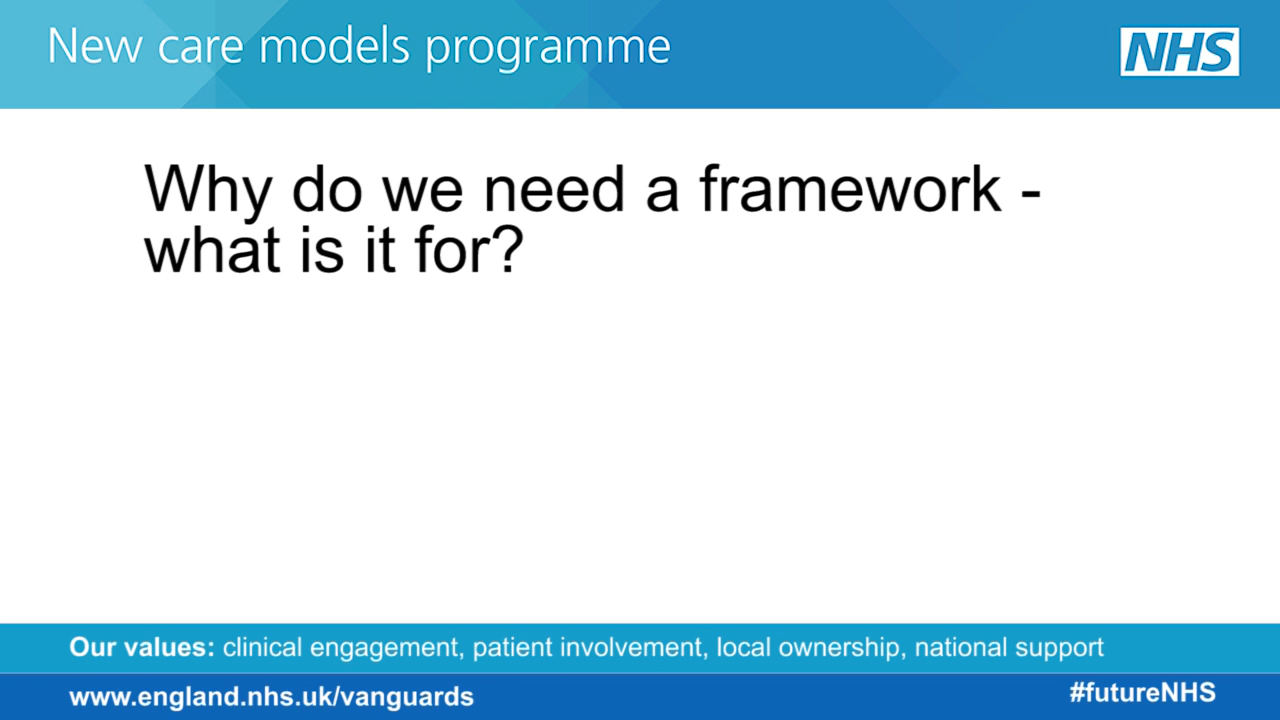 New care models programme
NHS
Why do we need a framework -
what is it for?
Our values: clinical engagement, patient involvement, local ownership, national support
www.england.nhs.uk/vanguards
#futureNHS